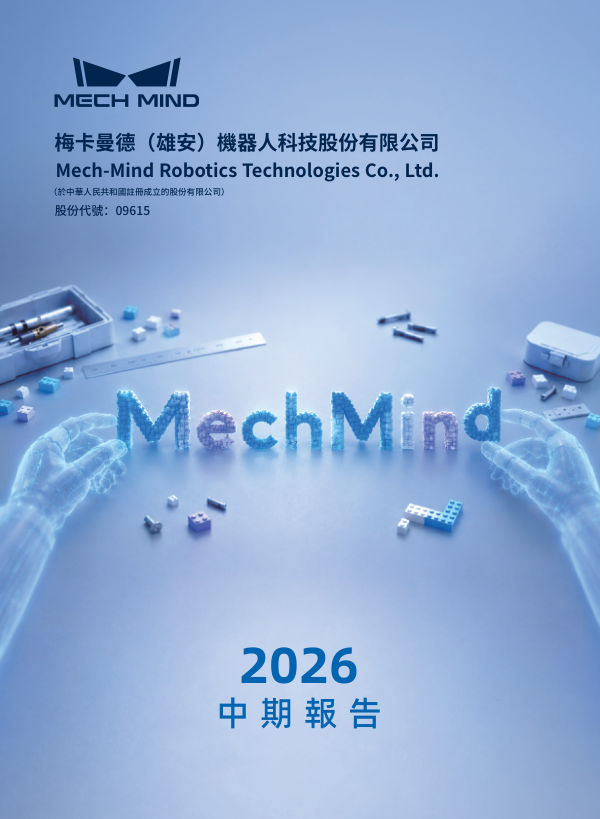 MECH MIND
梅卡曼德（雄安）機器人科技股份有限公司
Mech-Mind Robotics Technologies Co., Ltd.
（於中華人民共和國註冊成立的股份有限公司）
股份代號：09615
MechMind
2026
中期報告